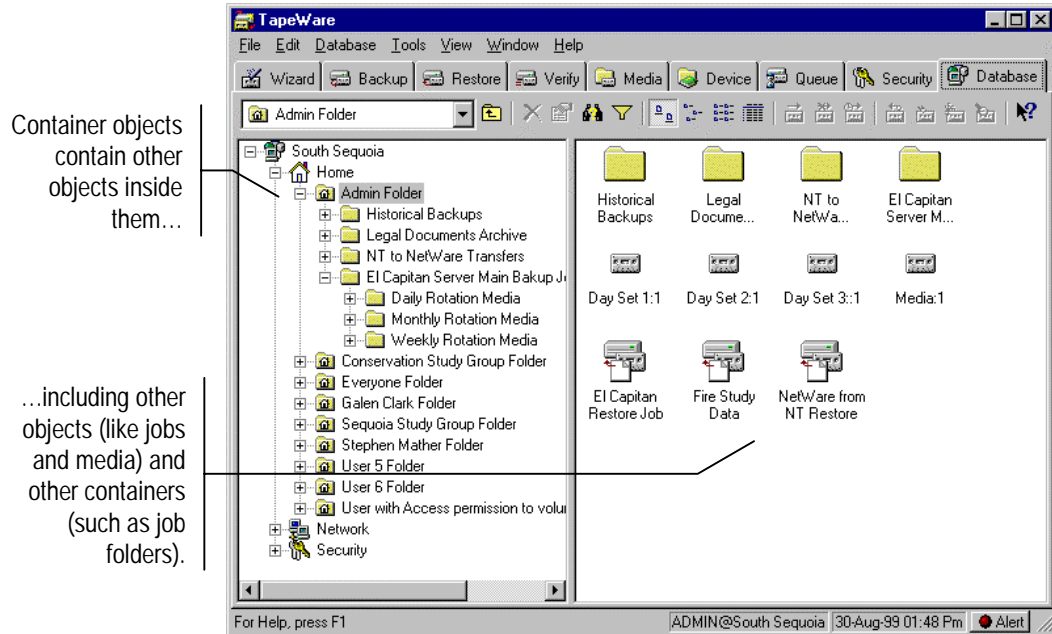 TapeWare
File Edit Database Tools View Window Help
Wizard Backup Restore Verify Media Device Queue Security Database
Admin Folder
Container objects
contain other
objects inside
them…
…including other
objects (like jobs
and media) and
other containers
(such as job
folders).
South Sequoia
Home
Admin Folder
Historical Backups
Legal Documents Archive
NT to NetWare Transfers
El Capitan Server Main Bakup J
Daily Rotation Media
Monthly Rotation Media
Weekly Rotation Media
Conservation Study Group Folder
Everyone Folder
Galen Clark Folder
Sequoia Study Group Folder
Stephen Mather Folder
User 5 Folder
User 6 Folder
User with Access permission to volu
Network
Security
Historical
Backups
Legal
Docume...
NT to
NetWa...
El Capitan
Server M...
Day Set 1:1
Day Set 2:1
Day Set 3::1
Media:1
El Capitan
Restore Job
Fire Study
Data
NetWare from
NT Restore
For Help, press F1
ADMIN@South Sequoia
30-Aug-99 01:48 Pm
Alert